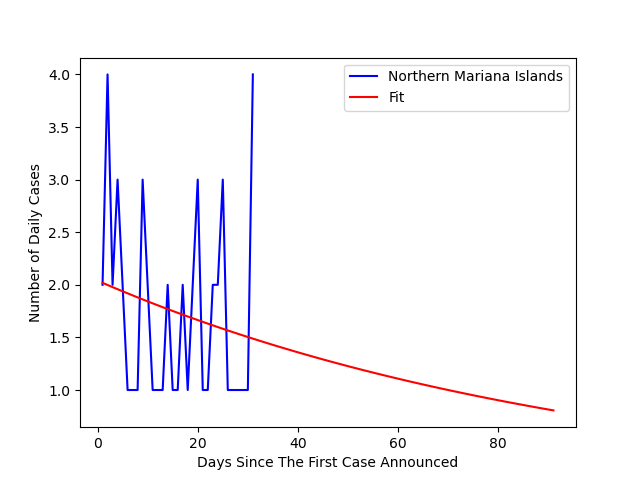 Northern Mariana Islands
Fit
4.0
3.5
3.0
2.5
2.0
1.5
1.0
Number of Daily Cases
0 20 40 60 80
Days Since The First Case Announced